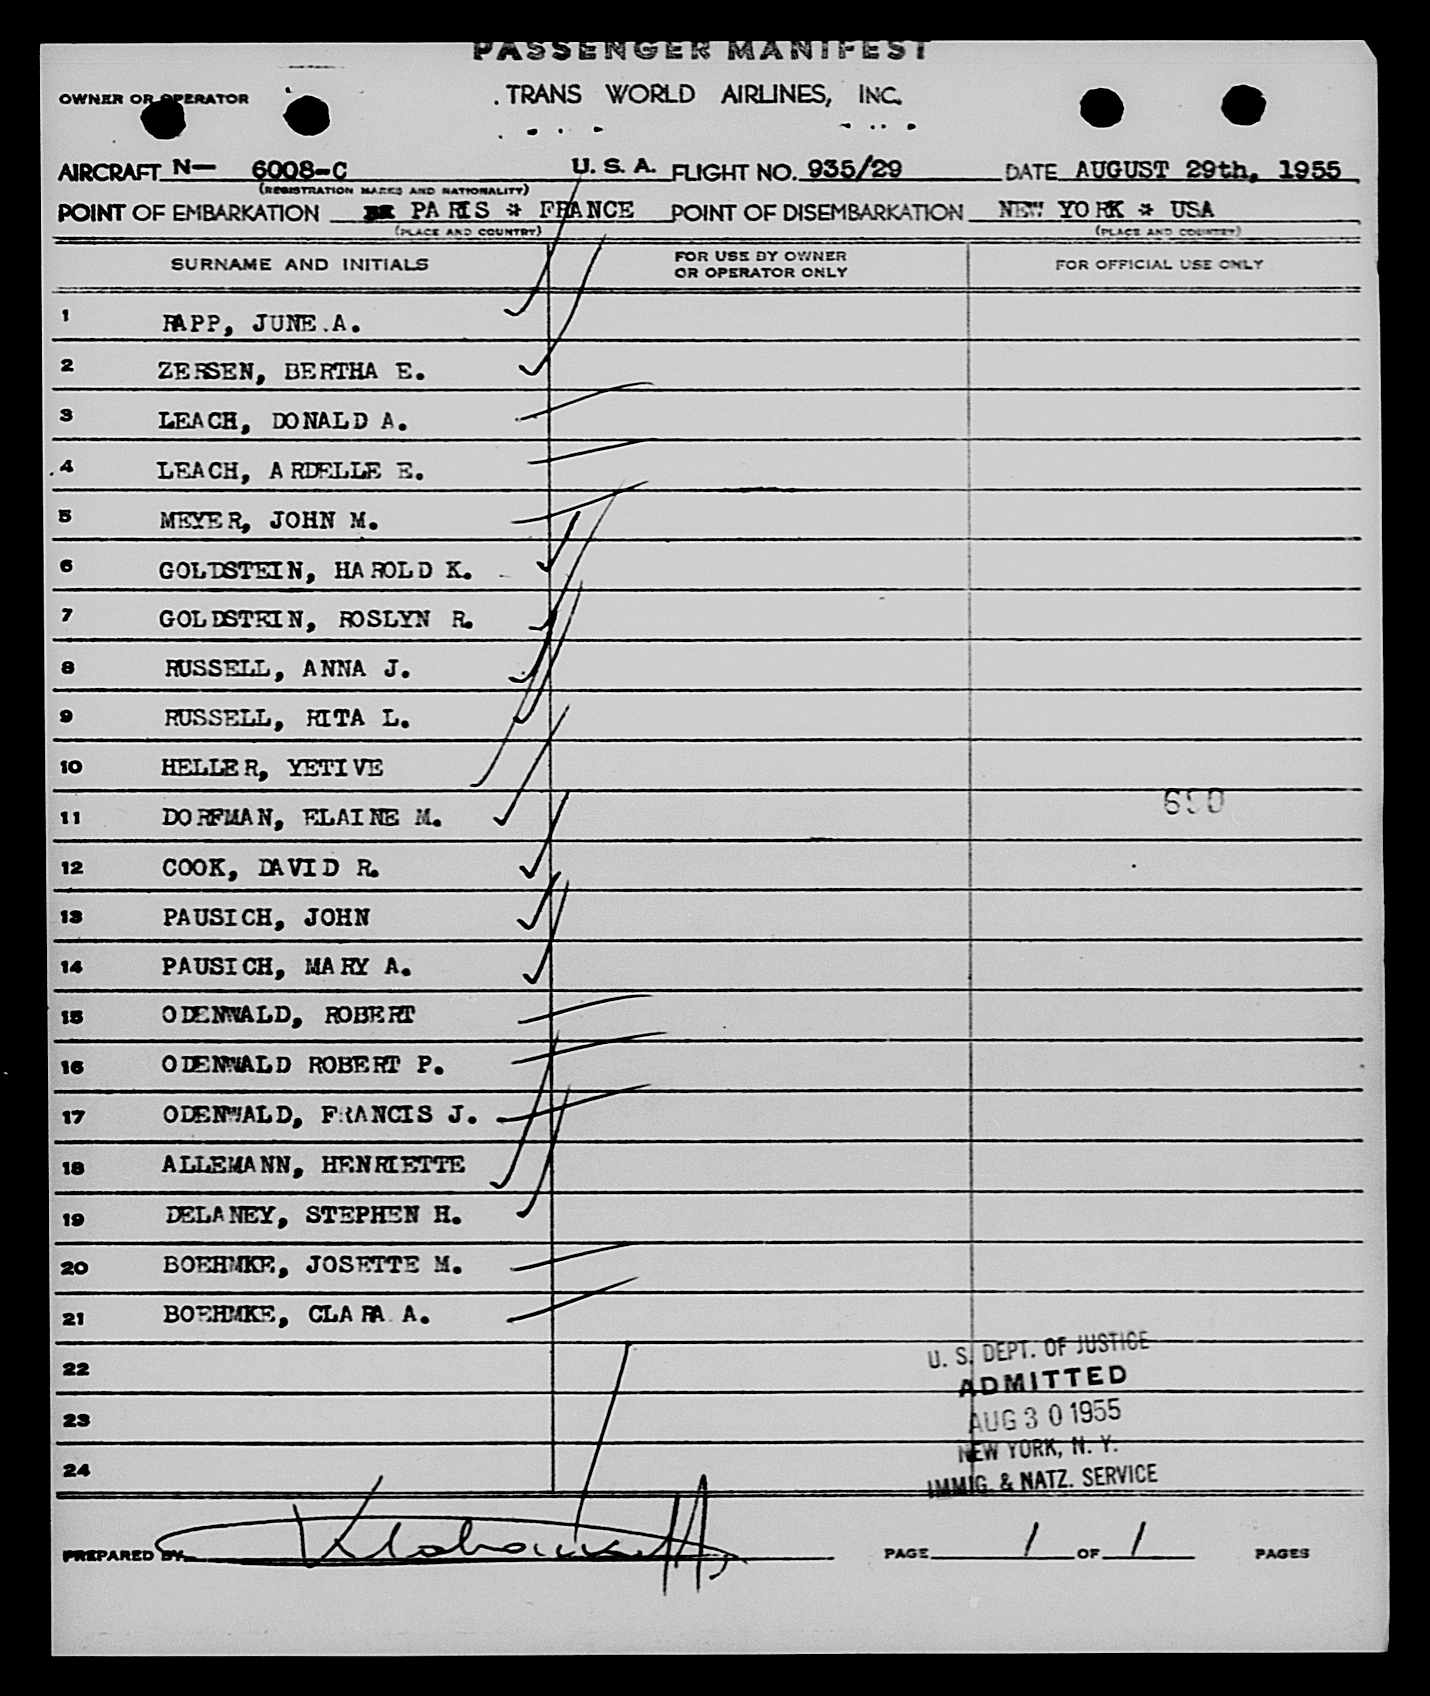 PASSENGER MANIFEST
OWNER OR OPERATOR TRANS WORLD AIRLINES, INC.
AIRCRAFT N- 6008-C U. S. A. FLIGHT NO. 935/29 DATE AUGUST 29th, 1955
(REGISTRATION MARKS AND NATIONALITY)
POINT OF EMBARKATION PARIS * FRANCE POINT OF DISEMBARKATION NEW YORK * USA
(PLACE AND COUNTRY) (PLACE AND COUNTRY)
SURNAME AND INITIALS FOR USE BY OWNER OR OPERATOR ONLY FOR OFFICIAL USE ONLY
1 RAPP, JUNE.A.
2 ZERSEN, BERTHA E.
3 LEACH, DONALD A.
4 LEACH, ARDELLE E.
5 MEYER, JOHN M.
6 GOLDSTEIN, HAROLD K.
7 GOLDSTEIN, ROSLYN R.
8 RUSSELL, ANNA J.
9 RUSSELL, RITA L.
10 HELLER, YETIVE
11 DORFMAN, ELAINE M.
12 COOK, DAVID R.
13 PAUSICH, JOHN
14 PAUSICH, MARY A.
15 ODENWALD, ROBERT
16 ODENWALD ROBERT P.
17 ODENWALD, FRANCIS J.
18 ALLEMANN, HENRIETTE
19 DELANEY, STEPHEN H.
20 BOEHMKE, JOSETTE M.
21 BOEHMKE, CLARA A.
22
23
24
U. S. DEPT. OF JUSTICE
ADMITTED
AUG 30 1955
NEW YORK, N. Y.
IMMIG. & NATZ. SERVICE
PREPARED BY PAGE 1 OF 1 PAGES